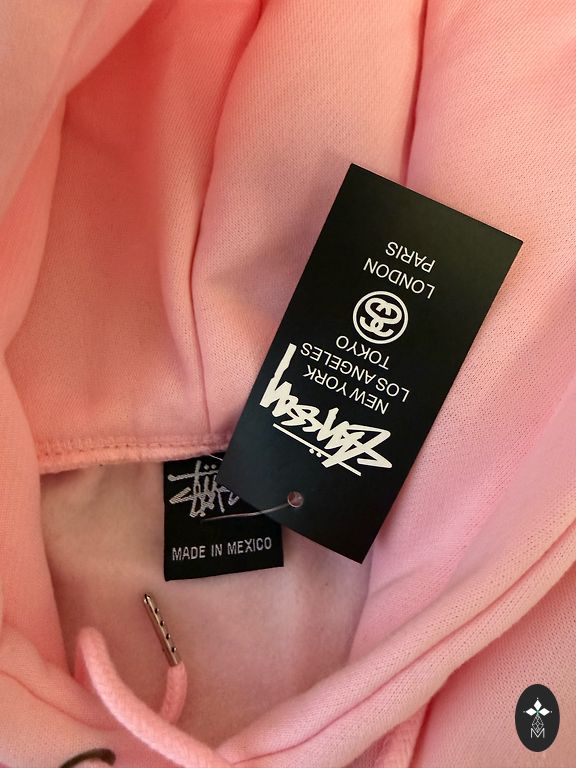 Stüssy
NEW YORK
LOS ANGELES
TOKYO
LONDON
PARIS
MADE IN MEXICO